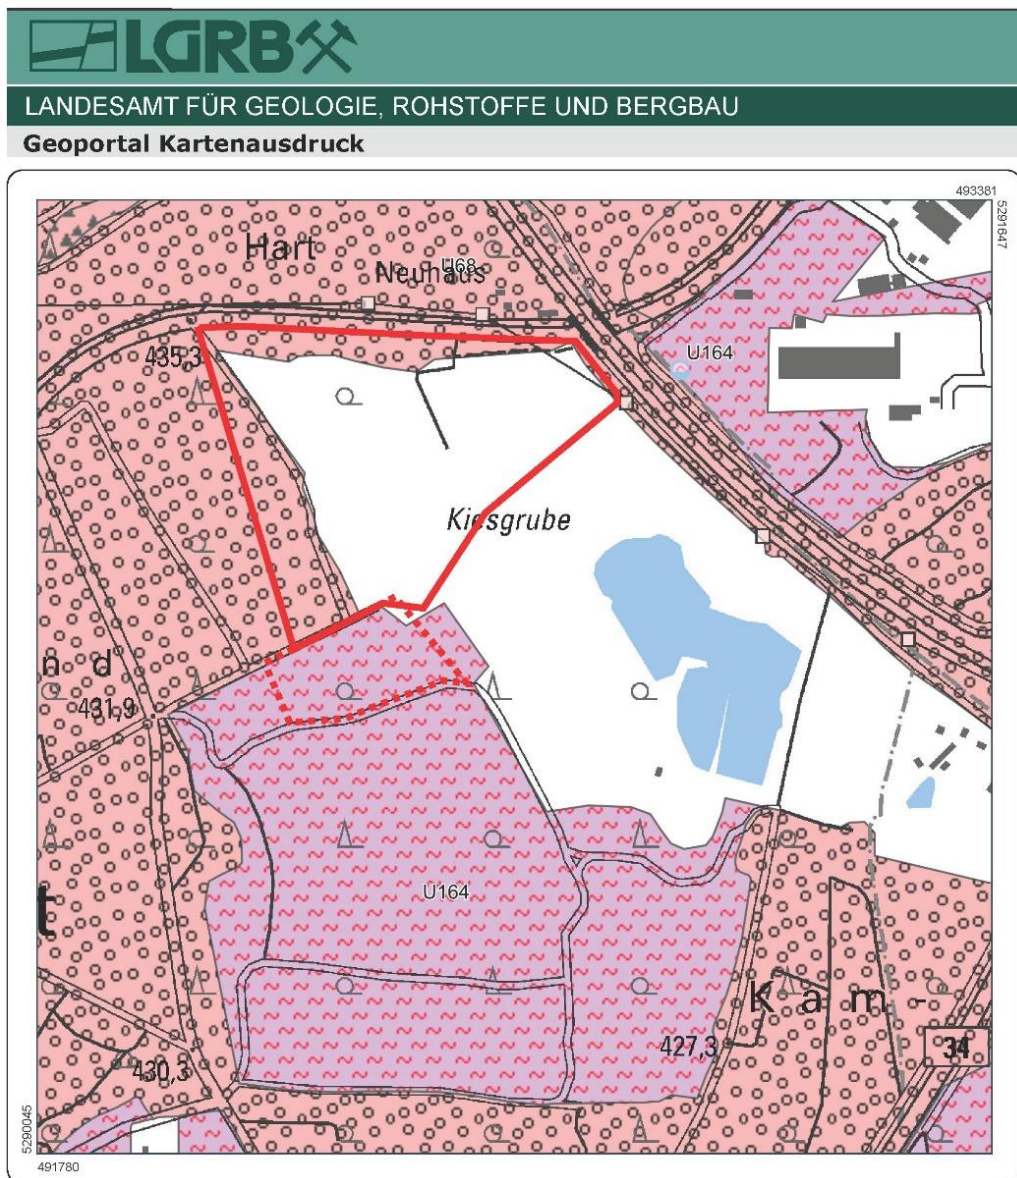 LGRB
LANDESAMT FÜR GEOLOGIE, ROHSTOFFE UND BERGBAU
Geoportal Kartenausdruck
493381
5291647
Hart
Neuhaus
U68
435,3
U164
Kiesgrube
n d
431,9
U164
t
K a m -
427,3
34
430,3
5290045
491780